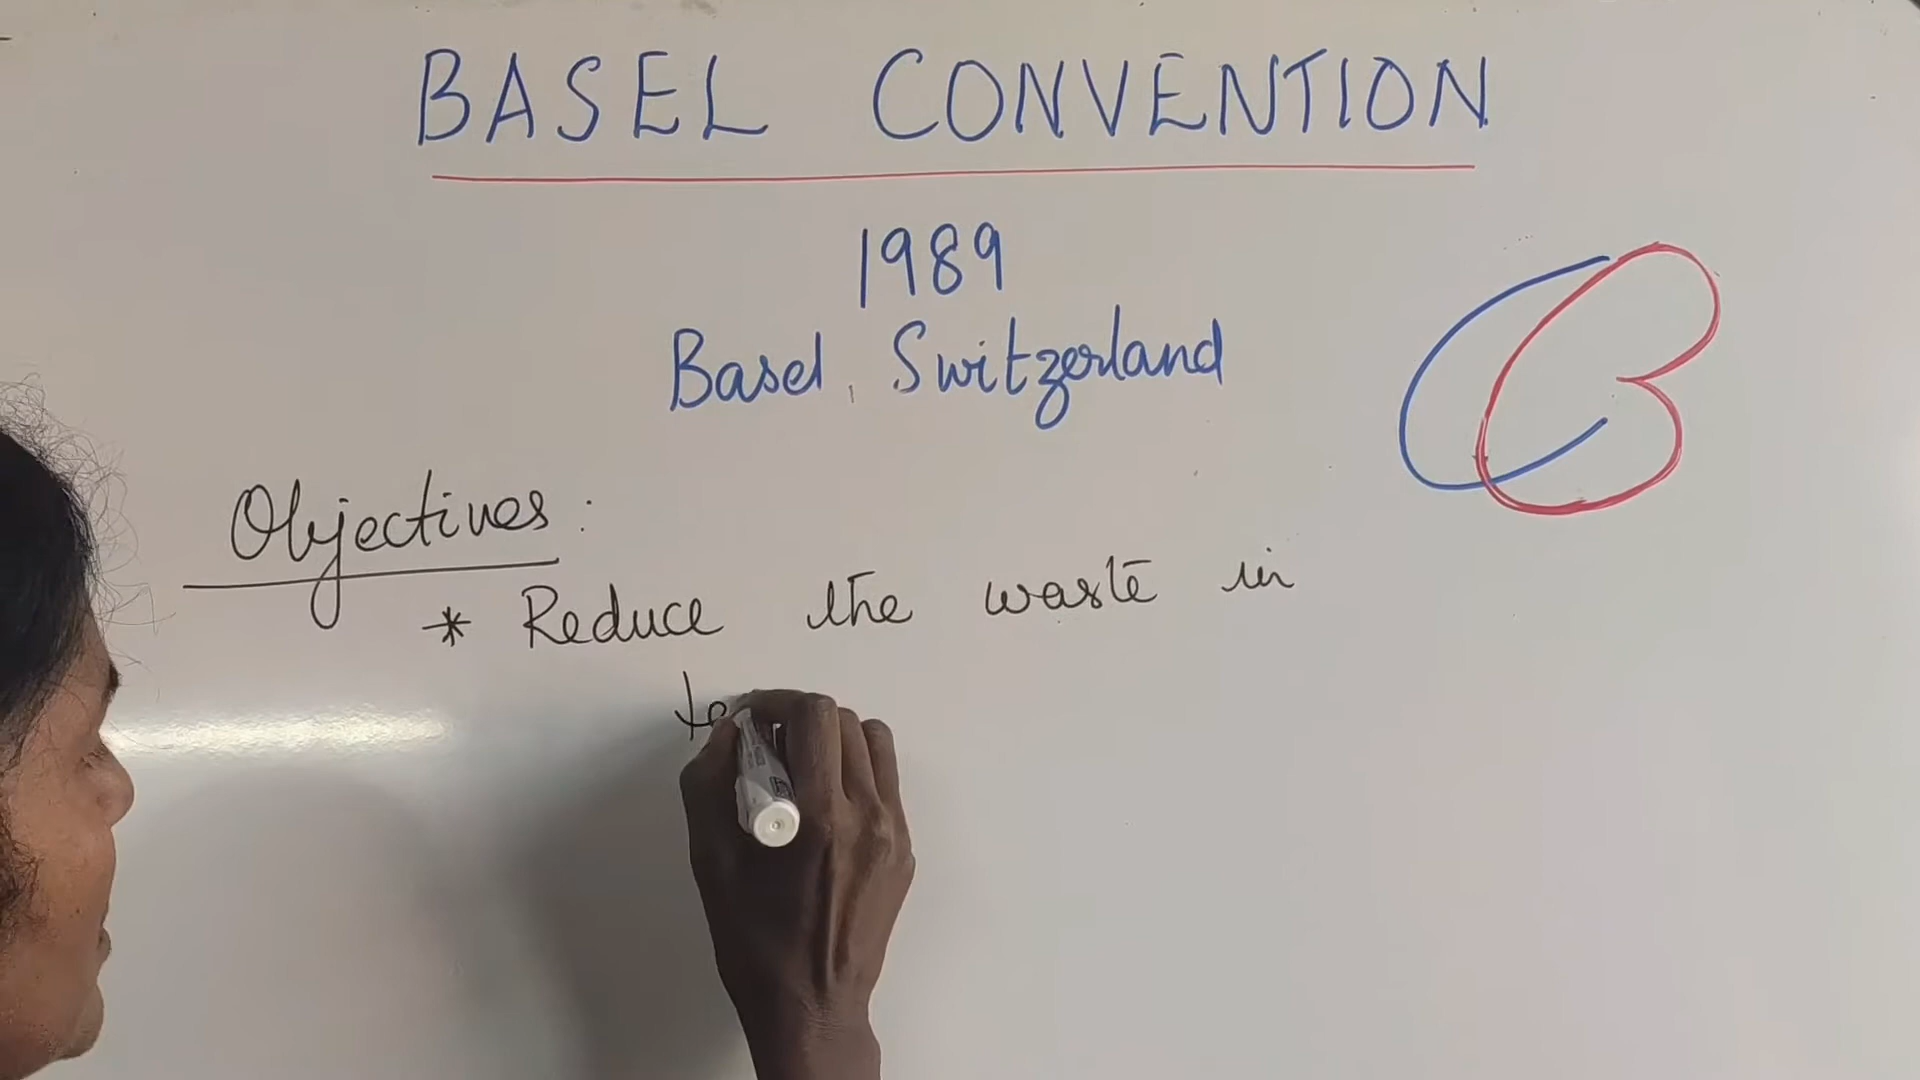 BASEL CONVENTION
1989
Basel, Switzerland
Objectives:
* Reduce the waste in